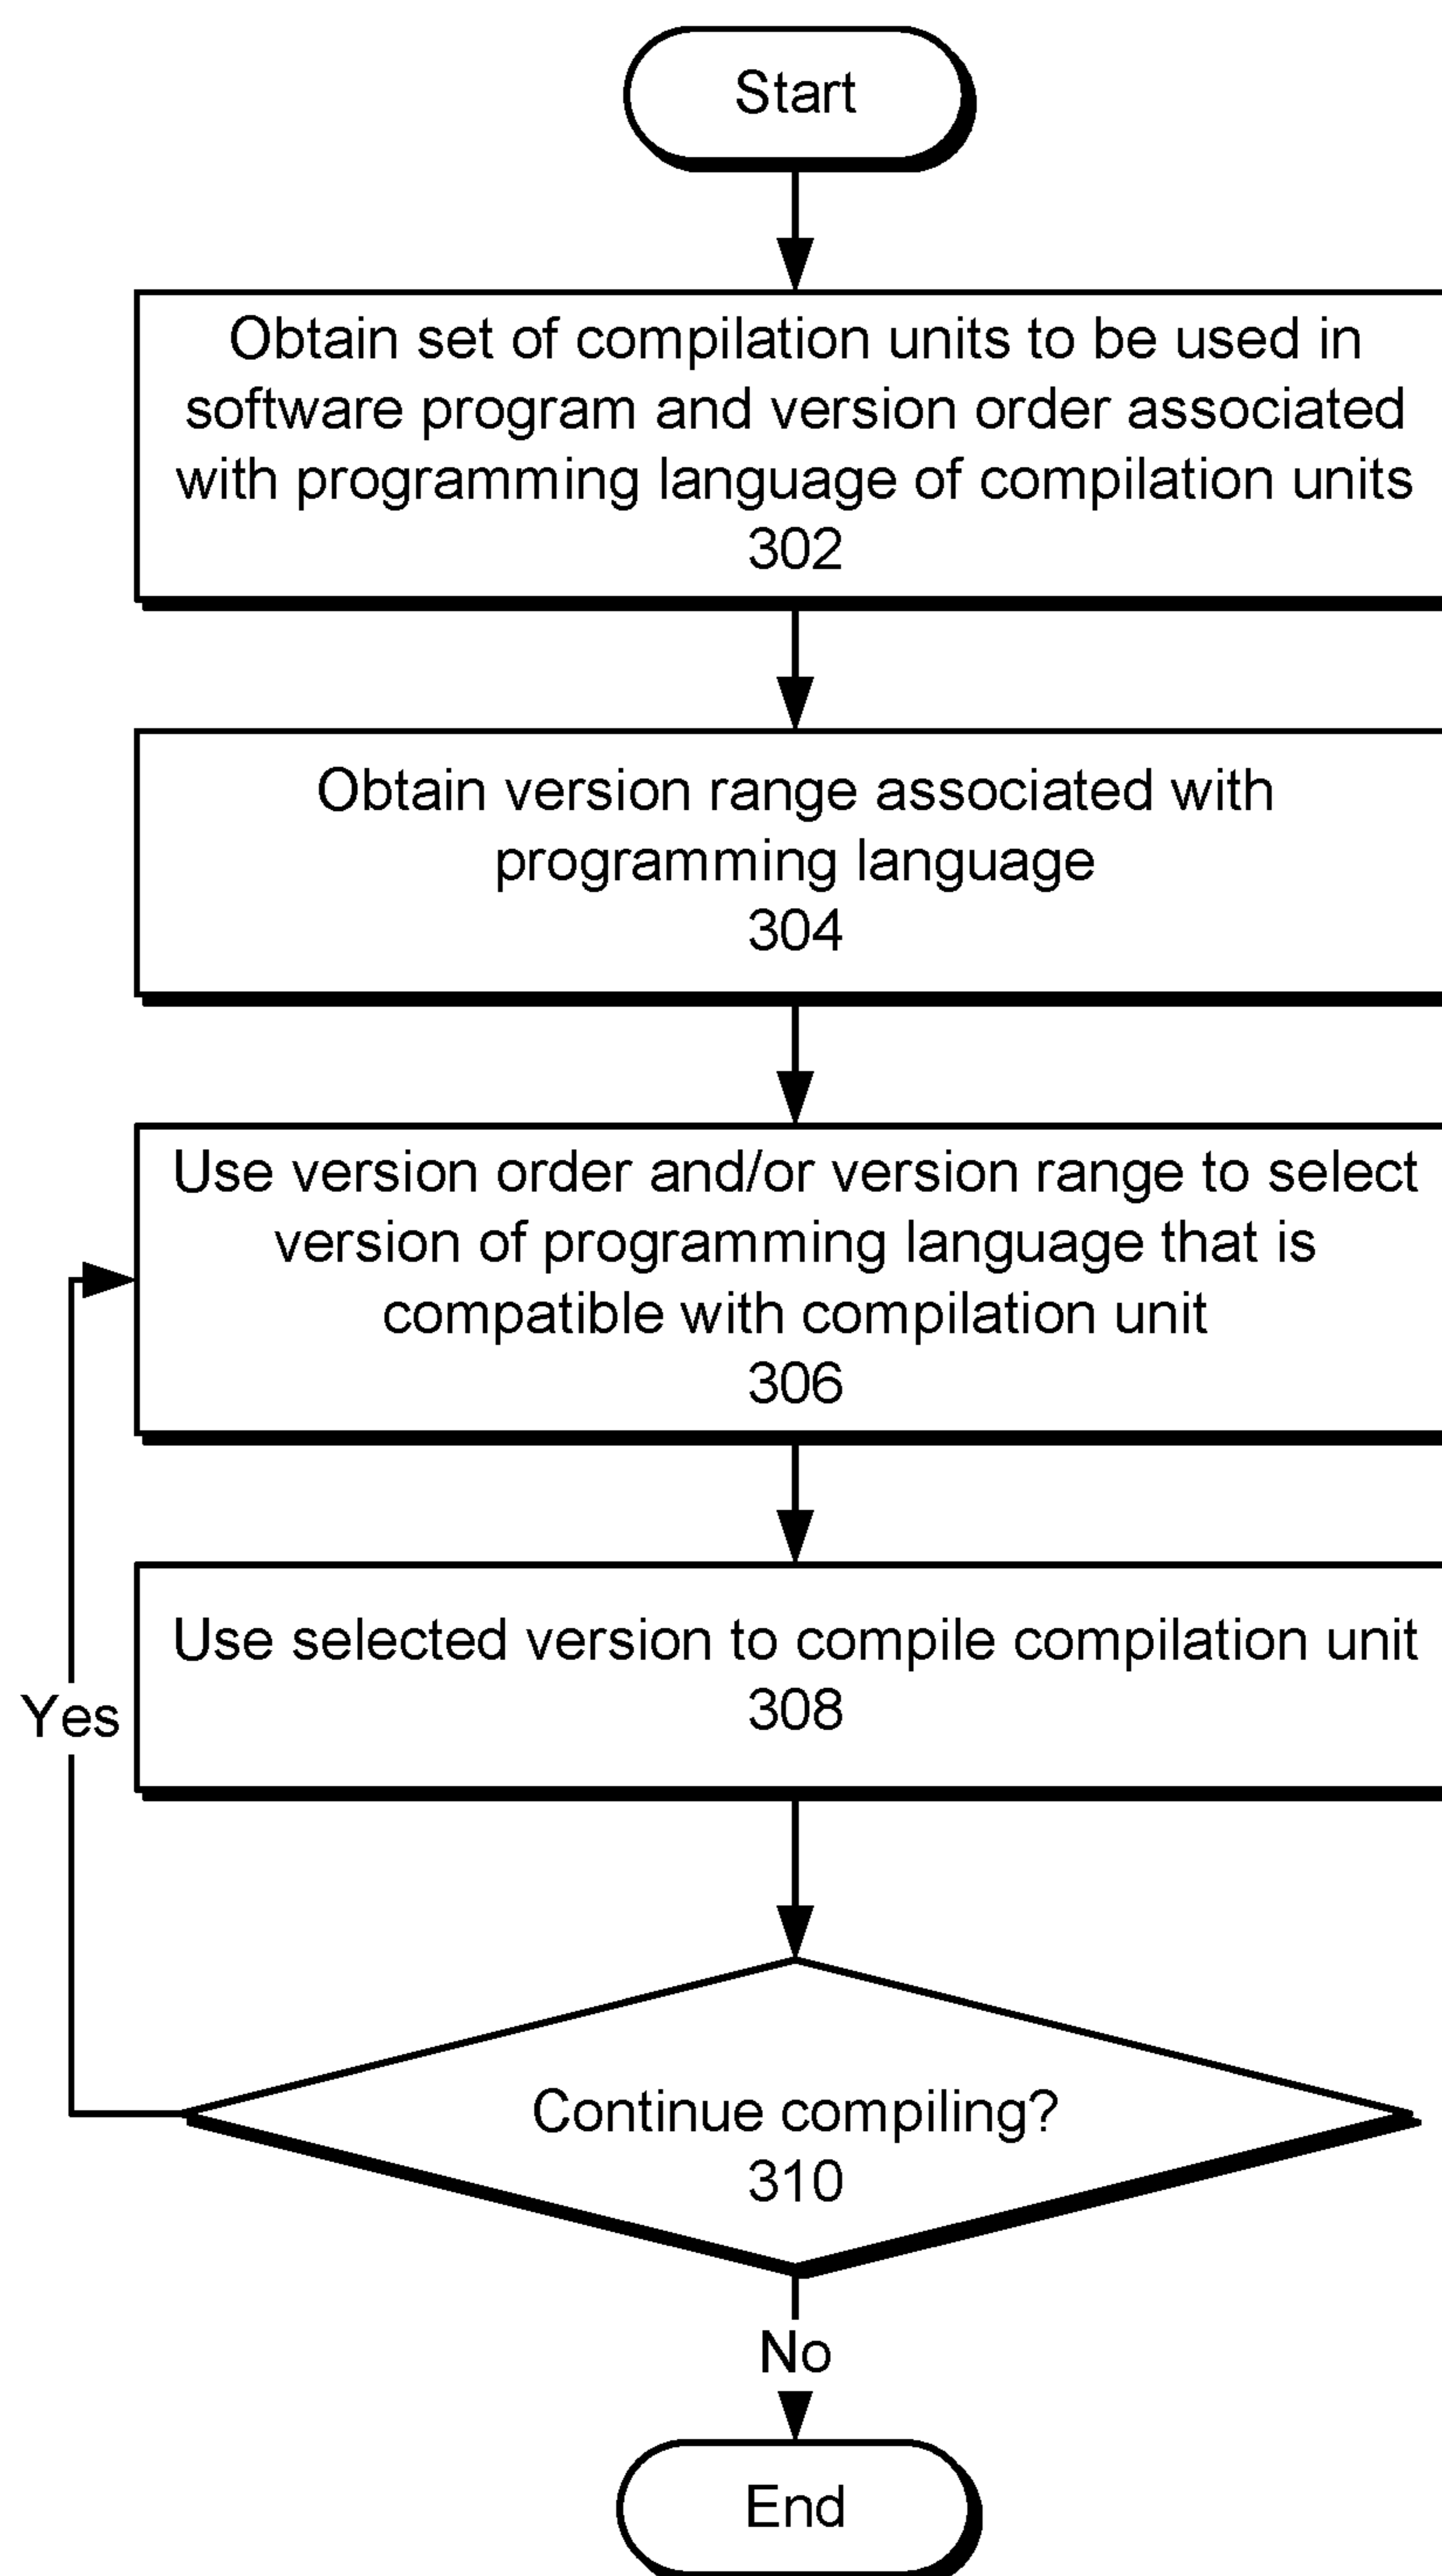 Start
Obtain set of compilation units to be used in
software program and version order associated
with programming language of compilation units
302
Obtain version range associated with
programming language
304
Use version order and/or version range to select
version of programming language that is
compatible with compilation unit
306
Use selected version to compile compilation unit
308
Yes
Continue compiling?
310
No
End